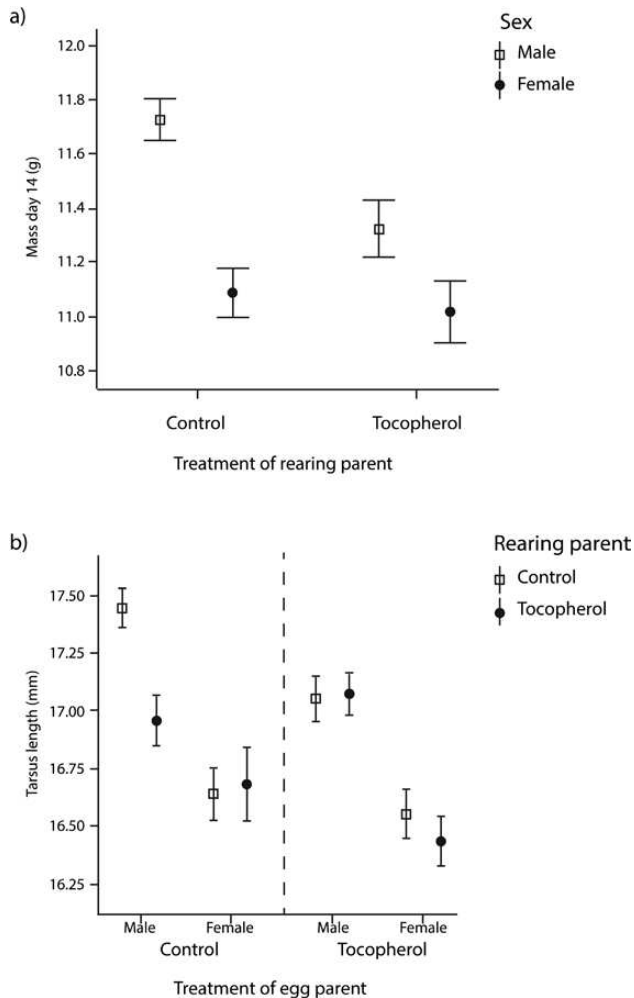 a)
Sex
Male
Female
12.0
11.8
11.6
11.4
11.2
11.0
10.8
Mass day 14 (g)
Control Tocopherol
Treatment of rearing parent
b)
Rearing parent
Control
Tocopherol
17.50
17.25
17.00
16.75
16.50
16.25
Tarsus length (mm)
Male Female Male Female
Control Tocopherol
Treatment of egg parent